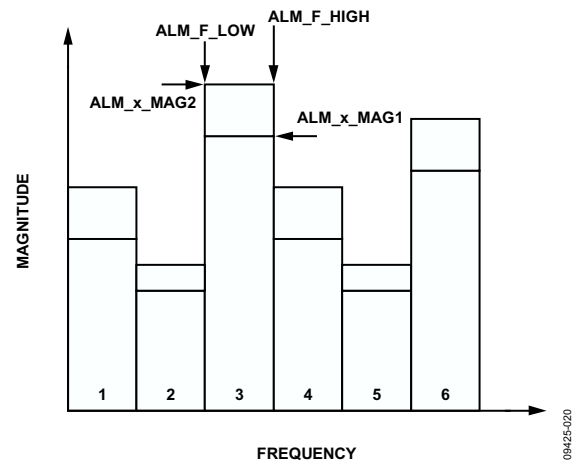 ALM_F_HIGH
ALM_F_LOW
ALM_x_MAG2
ALM_x_MAG1
MAGNITUDE
1 2 3 4 5 6
FREQUENCY
09425-020